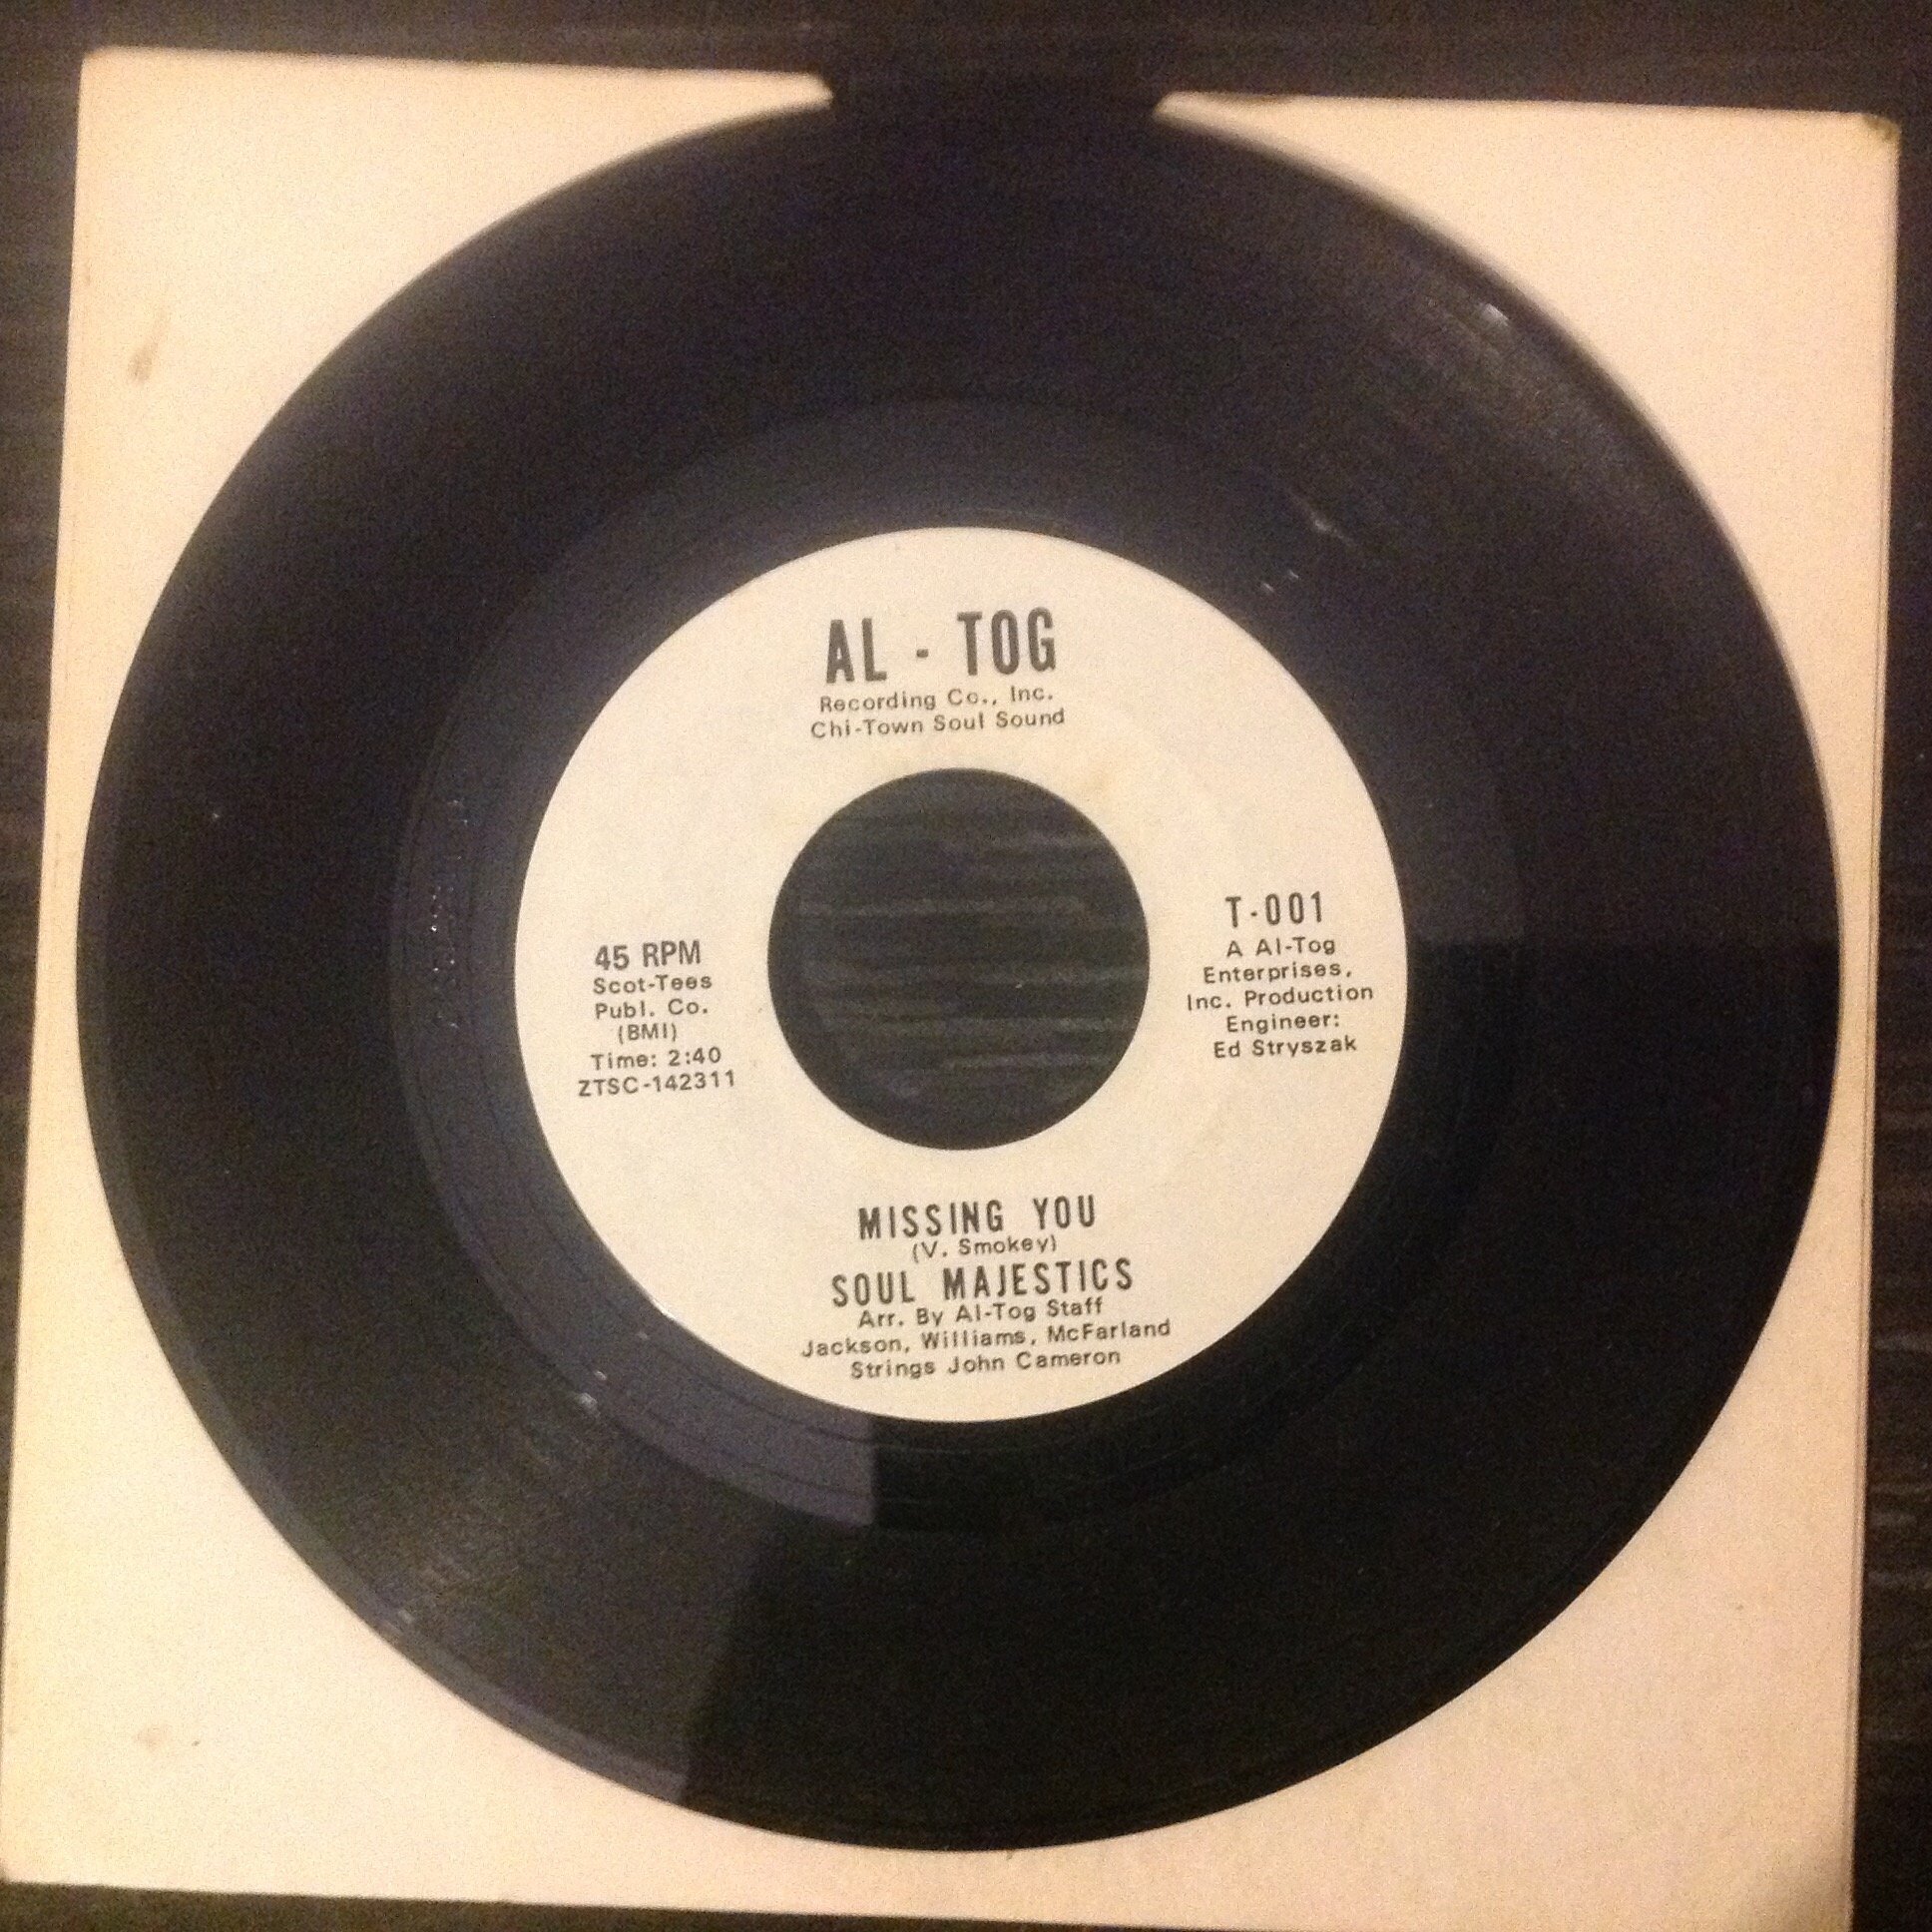 AL - TOG
Recording Co., Inc.
Chi-Town Soul Sound
45 RPM
Scot-Tees
Publ. Co.
(BMI)
Time: 2:40
ZTSC-142311
T-001
A Al-Tog
Enterprises,
Inc. Production
Engineer:
Ed Stryszak
MISSING YOU
(V. Smokey)
SOUL MAJESTICS
Arr. By Al-Tog Staff
Jackson, Williams, McFarland
Strings John Cameron